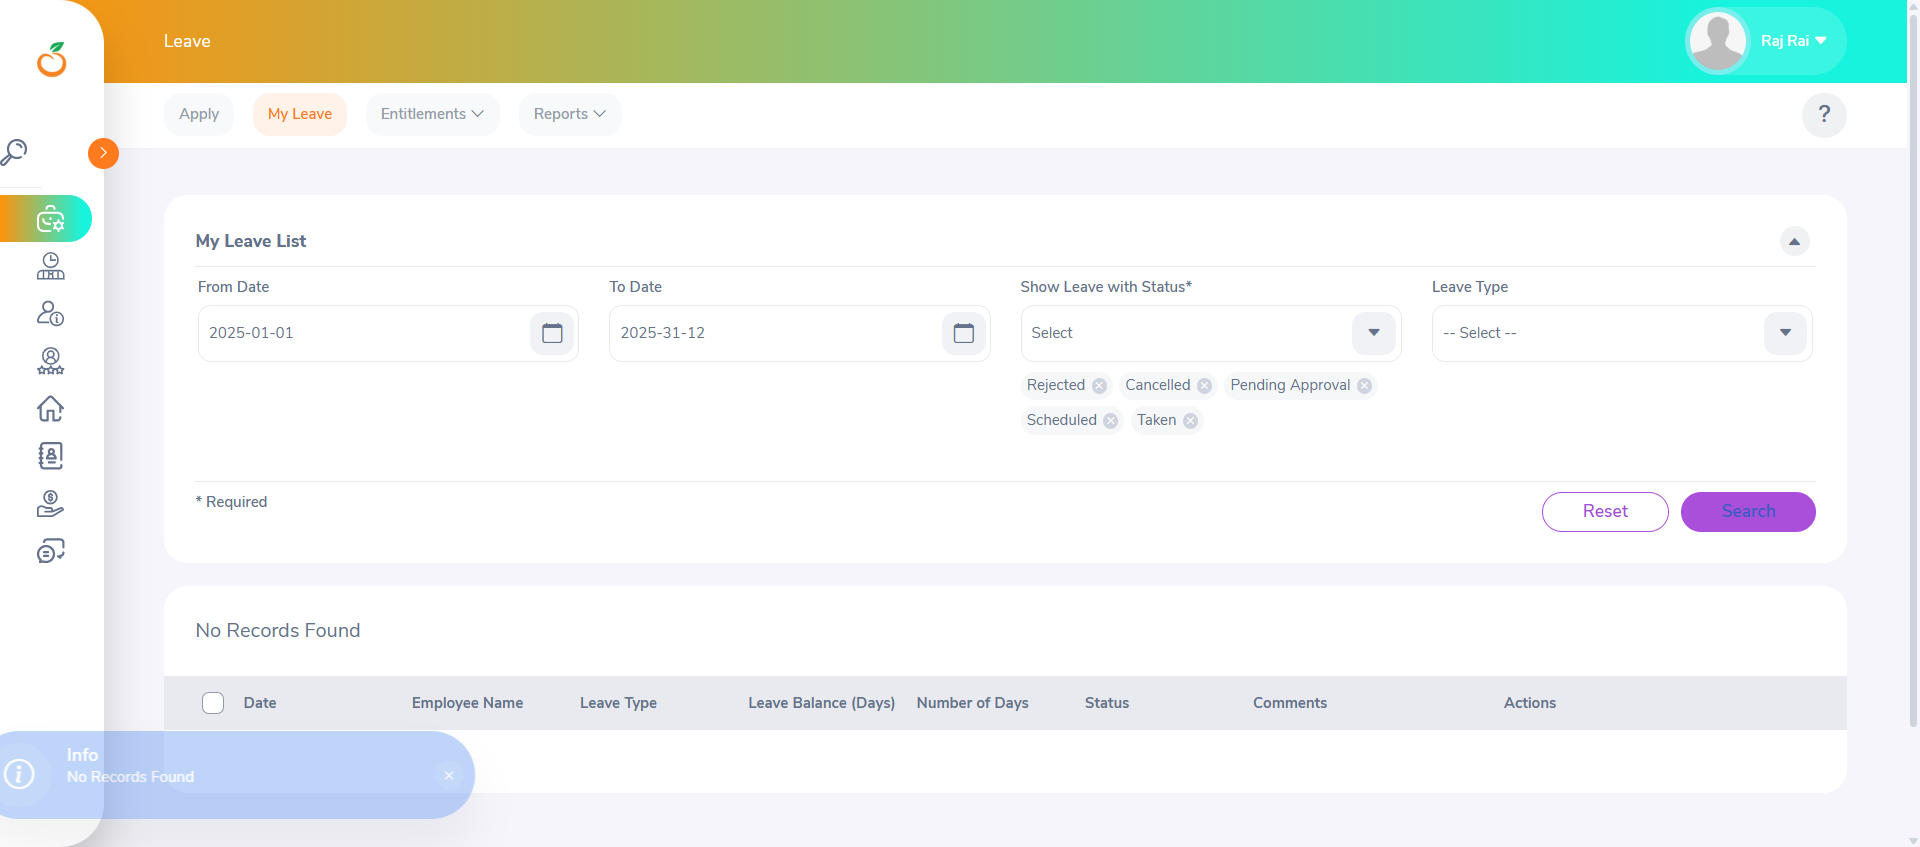 Leave
Raj Rai
Apply
My Leave
Entitlements
Reports
?
My Leave List
From Date
To Date
Show Leave with Status*
Leave Type
2025-01-01
2025-31-12
Select
-- Select --
Rejected
Cancelled
Pending Approval
Scheduled
Taken
* Required
Reset
Search
No Records Found
Date
Employee Name
Leave Type
Leave Balance (Days)
Number of Days
Status
Comments
Actions
Info
No Records Found